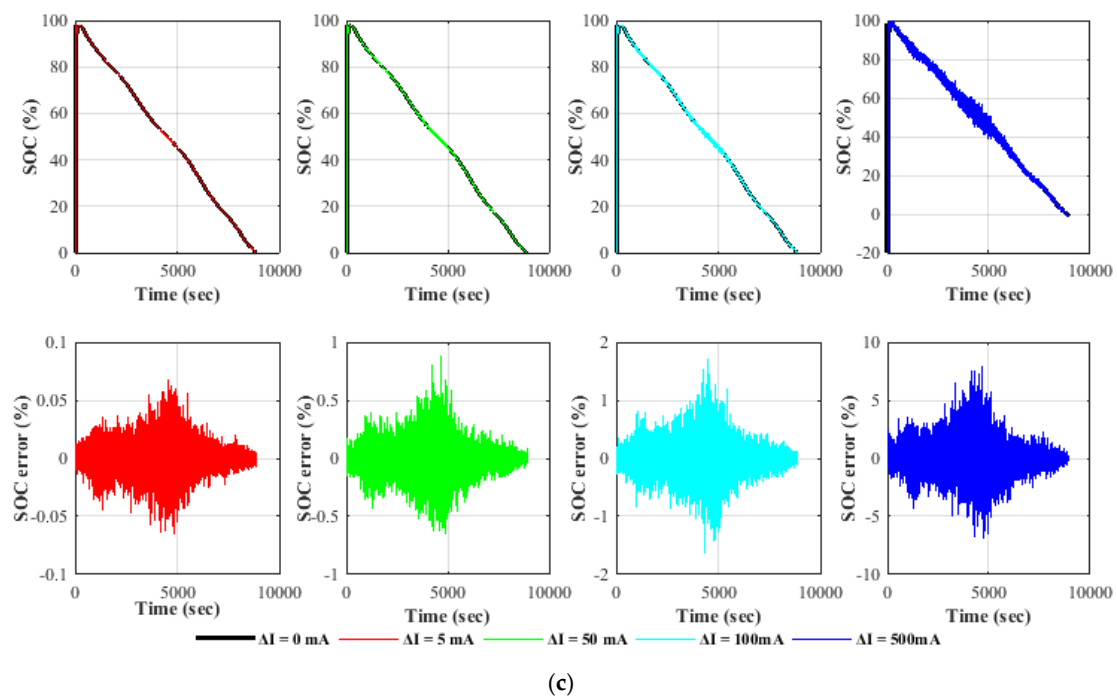 100
80
60
40
20
0
SOC (%)
0 5000 10000
Time (sec)
100
80
60
40
20
0
SOC (%)
0 5000 10000
Time (sec)
100
80
60
40
20
0
SOC (%)
0 5000 10000
Time (sec)
100
80
60
40
20
0
-20
SOC (%)
0 5000 10000
Time (sec)
0.1
0.05
0
-0.05
-0.1
SOC error (%)
0 5000 10000
Time (sec)
1
0.5
0
-0.5
-1
SOC error (%)
0 5000 10000
Time (sec)
2
1
0
-1
-2
SOC error (%)
0 5000 10000
Time (sec)
10
5
0
-5
-10
SOC error (%)
0 5000 10000
Time (sec)
ΔI = 0 mA ΔI = 5 mA ΔI = 50 mA ΔI = 100mA ΔI = 500mA
(c)